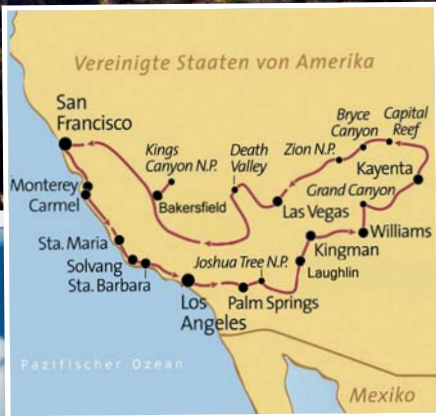 Vereinigte Staaten von Amerika
San
Francisco
Kings
Canyon N.P.
Death
Valley
Zion N.P.
Bryce
Canyon
Capital
Reef
Monterey
Carmel
Bakersfield
Las Vegas
Grand Canyon
Kayenta
Williams
Kingman
Laughlin
Sta. Maria
Solvang
Sta. Barbara
Joshua Tree N.P.
Los
Angeles
Palm Springs
Pazifischer Ozean
Mexiko